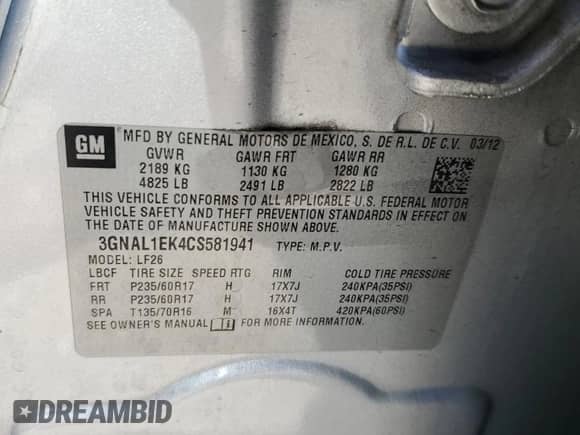 GM
MFD BY GENERAL MOTORS DE MEXICO, S. DE R.L. DE C.V. 03/12
GVWR GAWR FRT GAWR RR
2189 KG 1130 KG 1280 KG
4825 LB 2491 LB 2822 LB
THIS VEHICLE CONFORMS TO ALL APPLICABLE U.S. FEDERAL MOTOR
VEHICLE SAFETY AND THEFT PREVENTION STANDARDS IN EFFECT ON
THE DATE OF MANUFACTURE SHOWN ABOVE.
3GNAL1EK4CS581941 TYPE: M.P.V.
MODEL: LF26
LBCF TIRE SIZE SPEED RTG RIM COLD TIRE PRESSURE
FRT P235/60R17 H 17X7J 240KPA(35PSI)
RR P235/60R17 H 17X7J 240KPA(35PSI)
SPA T135/70R16 M 16X4T 420KPA(60PSI)
SEE OWNER'S MANUAL i FOR MORE INFORMATION.
DREAMBID